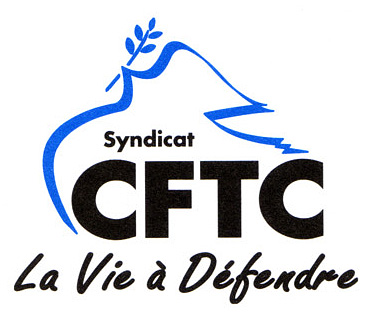 Syndicat
CFTC
La Vie à Défendre